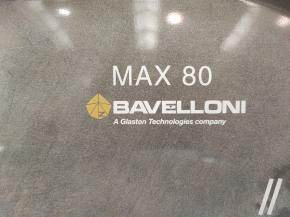 MAX 80
BAVELLONI
A Glaston Technologies company